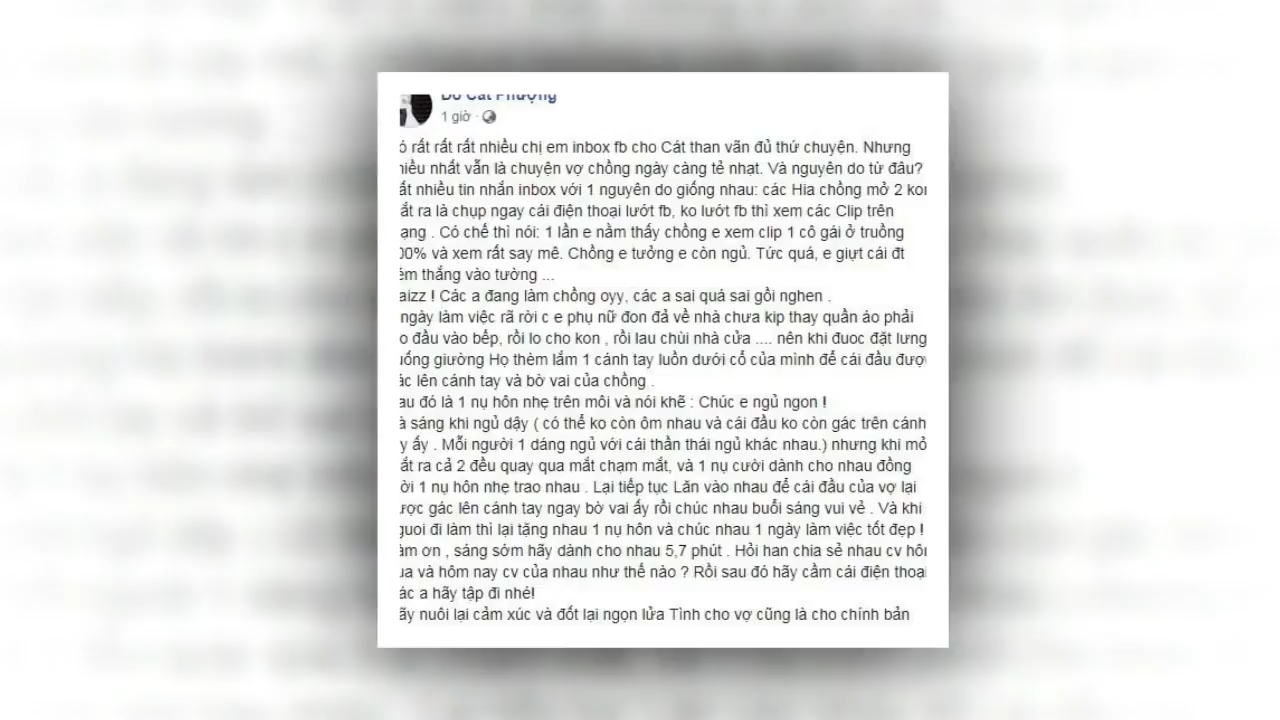 Do Cát Phượng
1 giờ
ó rất rất rất nhiều chị em inbox fb cho Cát than vãn đủ thứ chuyện. Nhưng
hiều nhất vẫn là chuyện vợ chồng ngày càng tẻ nhạt. Và nguyên do từ đâu?
ất nhiều tin nhắn inbox với 1 nguyên do giống nhau: các Hia chồng mở 2 kon
ắt ra là chụp ngay cái điện thoại lướt fb, ko lướt fb thì xem các Clip trên
ạng . Có chế thì nói: 1 lần e nằm thấy chồng e xem clip 1 cô gái ở truồng
00% và xem rất say mê. Chồng e tưởng e còn ngủ. Tức quá, e giựt cái đt
ém thẳng vào tường ...
aizz ! Các a đang làm chồng oyy, các a sai quá sai gồi nghen .
ngày làm việc rã rời c e phụ nữ đon đả về nhà chưa kịp thay quần áo phải
o đầu vào bếp, rồi lo cho kon , rồi lau chùi nhà cửa .... nên khi đuoc đặt lưng
uống giường Họ thèm lắm 1 cánh tay luồn dưới cổ của mình để cái đầu đượ
ác lên cánh tay và bờ vai của chồng .
au đó là 1 nụ hôn nhẹ trên môi và nói khẽ : Chúc e ngủ ngon !
à sáng khi ngủ dậy ( có thể ko còn ôm nhau và cái đầu ko còn gác trên cánh
y ấy . Mỗi người 1 dáng ngủ với cái thần thái ngủ khác nhau.) nhưng khi mở
ắt ra cả 2 đều quay qua mắt chạm mắt, và 1 nụ cười dành cho nhau đồng
ời 1 nụ hôn nhẹ trao nhau . Lại tiếp tục Lăn vào nhau để cái đầu của vợ lại
ược gác lên cánh tay ngay bờ vai ấy rồi chúc nhau buổi sáng vui vẻ . Và khi
guoi đi làm thì lại tặng nhau 1 nụ hôn và chúc nhau 1 ngày làm việc tốt đẹp !
àm ơn , sáng sớm hãy dành cho nhau 5,7 phút . Hỏi han chia sẻ nhau cv hôm
ua và hôm nay cv của nhau như thế nào ? Rồi sau đó hãy cầm cái điện thoại
ác a hãy tập đi nhé!
ãy nuôi lại cảm xúc và đốt lại ngọn lửa Tình cho vợ cũng là cho chính bản